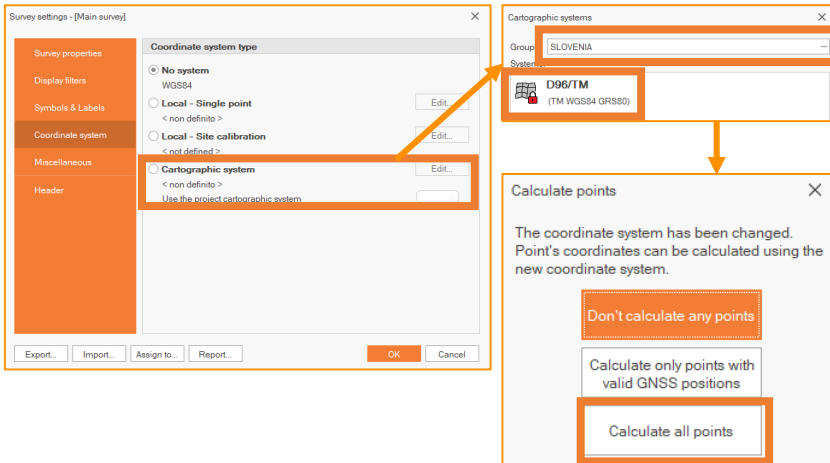 Survey settings - [Main survey]
Survey properties
Display filters
Symbols & Labels
Coordinate system
Miscellaneous
Header
Coordinate system type
No system
WGS84
Local - Single point
Edit...
< non definito >
Local - Site calibration
Edit...
< not defined >
Cartographic system
Edit...
< non definito >
Use the project cartographic system
Export...
Import...
Assign to...
Report...
OK
Cancel
Cartographic systems
Group
SLOVENIA
...
System
D96/TM
(TM WGS84 GRS80)
Calculate points
The coordinate system has been changed.
Point's coordinates can be calculated using the
new coordinate system.
Don't calculate any points
Calculate only points with
valid GNSS positions
Calculate all points